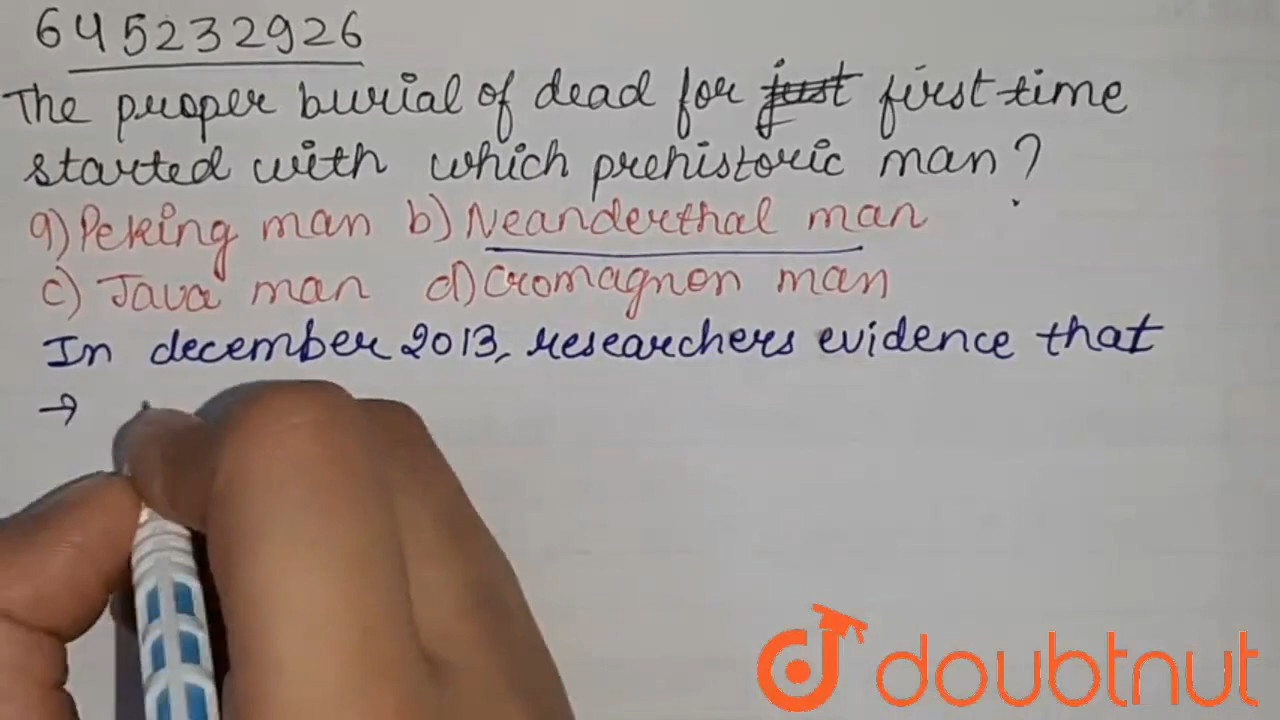 645232926
The proper burial of dead for just first time
started with which prehistoric man?
a) Peking man b) Neanderthal man
c) Java man d) Cromagnon man
In december 2013, researchers evidence that
→
doubtnut